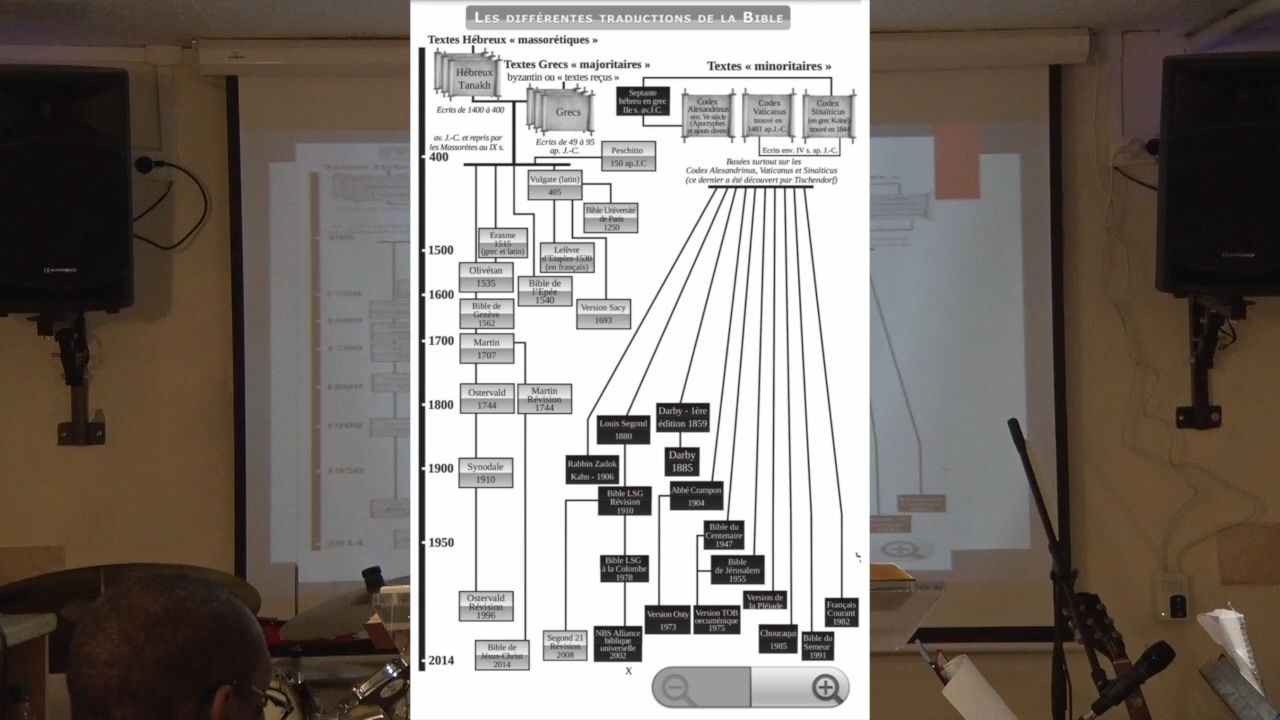 Les différentes traductions de la Bible
Textes Hébreux « massorétiques »
Hébreux
Tanakh
Ecrits de 1400 à 400
av. J.-C. et repris par
les Massorètes au IX s.
Textes Grecs « majoritaires »
byzantin ou « textes reçus »
Grecs
Ecrits de 49 à 95
ap. J.-C.
Textes « minoritaires »
Septante
hébreu en grec
IIe s. av.J.C.
Codex
Alexandrinus
env. Ve siècle
(Apocryphes
et ajouts divers)
Codex
Vaticanus
trouvé en
1481 ap.J.-C.
Codex
Sinaïticus
(en grec Koïné)
trouvé en 1844
Ecrits env. IV s. ap. J.-C.
Basées surtout sur les
Codex Alexandrinus, Vaticanus et Sinaïticus
(ce dernier a été découvert par Tischendorf)
400
Peschitto
150 ap.J.C
Vulgate (latin)
405
Bible Université
de Paris
1250
1500
Erasme
1515
(grec et latin)
Lefèvre
d'Etaples-1530
(en français)
Olivétan
1535
Bible de
l'Epée
1540
1600
Bible de
Genève
1562
Version Sacy
1693
1700
Martin
1707
1800
Ostervald
1744
Martin
Révision
1744
Louis Segond
1880
Darby - 1ère
édition 1859
Darby
1885
1900
Synodale
1910
Rabbin Zadok
Kahn - 1906
Bible LSG
Révision
1910
Abbé Crampon
1904
1950
Bible du
Centenaire
1947
Bible LSG
à la Colombe
1978
Bible
de Jérusalem
1955
Ostervald
Révision
1996
Version Osty
1973
Version TOB
oecuménique
1975
Version de
la Pléiade
Français
Courant
1982
2014
Bible de
Jésus-Christ
2014
Segond 21
Révision
2008
NBS Alliance
biblique
universelle
2002
Chouraqui
1985
Bible du
Semeur
1991
X